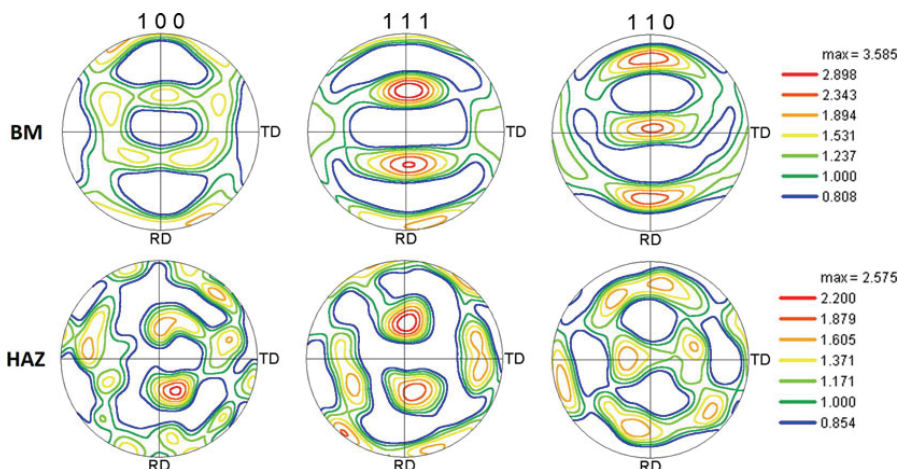 1 0 0
1 1 1
1 1 0
BM
TD
TD
TD
RD
RD
RD
max = 3.585
2.898
2.343
1.894
1.531
1.237
1.000
0.808
HAZ
TD
TD
TD
RD
RD
RD
max = 2.575
2.200
1.879
1.605
1.371
1.171
1.000
0.854